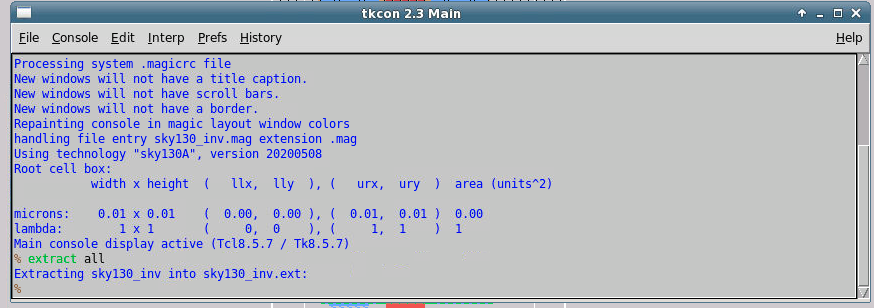 tkcon 2.3 Main
File Console Edit Interp Prefs History Help
Processing system .magicrc file
New windows will not have a title caption.
New windows will not have scroll bars.
New windows will not have a border.
Repainting console in magic layout window colors
handling file entry sky130_inv.mag extension .mag
Using technology "sky130A", version 20200508
Root cell box:
width x height ( llx, lly ), ( urx, ury ) area (units^2)
microns: 0.01 x 0.01 ( 0.00, 0.00 ), ( 0.01, 0.01 ) 0.00
lambda: 1 x 1 ( 0, 0 ), ( 1, 1 ) 1
Main console display active (Tcl8.5.7 / Tk8.5.7)
% extract all
Extracting sky130_inv into sky130_inv.ext:
%